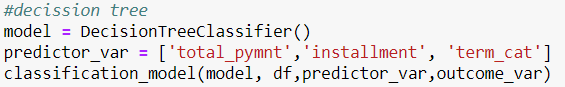 #decission tree
model = DecisionTreeClassifier()
predictor_var = ['total_pymnt','installment', 'term_cat']
classification_model(model, df,predictor_var,outcome_var)